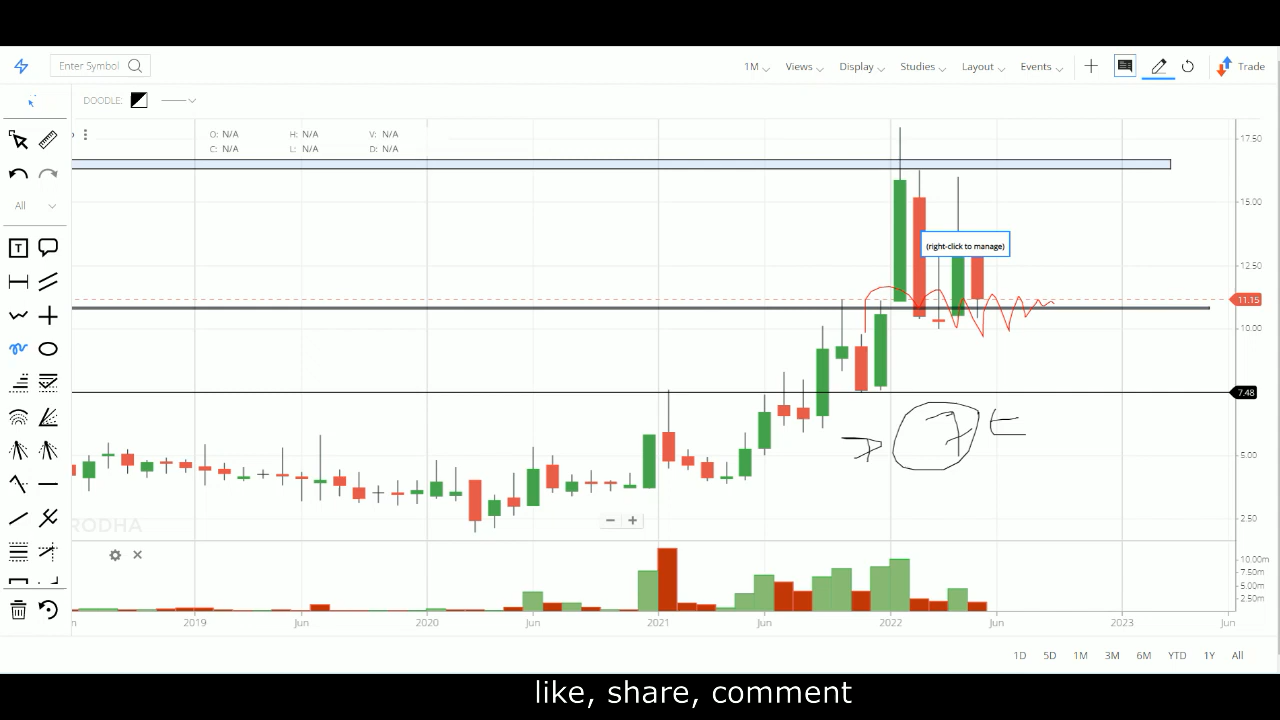 Enter Symbol
1M Views Display Studies Layout Events Trade
DOODLE:
O: N/A H: N/A V: N/A
C: N/A L: N/A D: N/A
All
17.50
15.00
(right-click to manage)
12.50
11.15
10.00
7.48
7 7 t
5.00
RODHA
2.50
10.00m
7.50m
5.00m
2.50m
2019 Jun 2020 Jun 2021 Jun 2022 Jun 2023 Jun
1D 5D 1M 3M 6M YTD 1Y All
like, share, comment